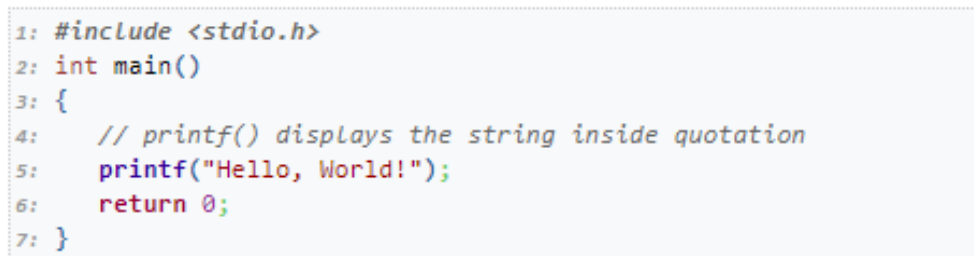 1: #include <stdio.h>
2: int main()
3: {
4:    // printf() displays the string inside quotation
5:    printf("Hello, World!");
6:    return 0;
7: }